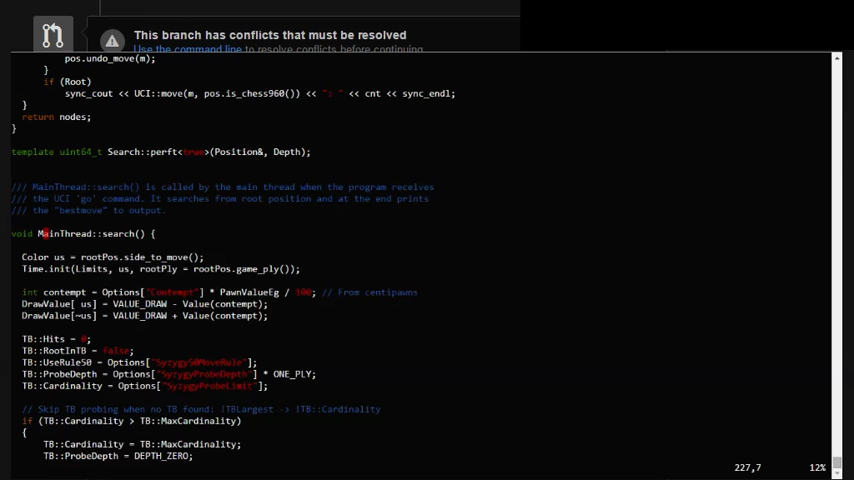 This branch has conflicts that must be resolved
Use the command line to resolve conflicts before continuing.
pos.undo_move(m);
}
if (Root)
sync_cout << UCI::move(m, pos.is_chess960()) << ": " << cnt << sync_endl;
}
return nodes;
}
template uint64_t Search::perft<true>(Position&, Depth);
/// MainThread::search() is called by the main thread when the program receives
/// the UCI 'go' command. It searches from root position and at the end prints
/// the "bestmove" to output.
void MainThread::search() {
Color us = rootPos.side_to_move();
Time.init(Limits, us, rootPly = rootPos.game_ply());
int contempt = Options["Contempt"] * PawnValueEg / 100; // From centipawns
DrawValue[ us] = VALUE_DRAW - Value(contempt);
DrawValue[~us] = VALUE_DRAW + Value(contempt);
TB::Hits = 0;
TB::RootInTB = false;
TB::UseRule50 = Options["Syzygy50MoveRule"];
TB::ProbeDepth = Options["SyzygyProbeDepth"] * ONE_PLY;
TB::Cardinality = Options["SyzygyProbeLimit"];
// Skip TB probing when no TB found: !TBLargest -> !TB::Cardinality
if (TB::Cardinality > TB::MaxCardinality)
{
TB::Cardinality = TB::MaxCardinality;
TB::ProbeDepth = DEPTH_ZERO;
227,7 12%